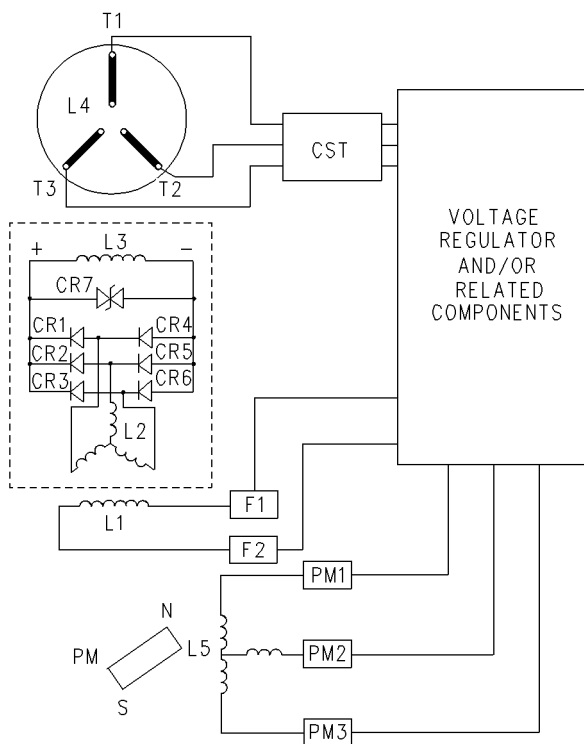 T1
L4
T3
T2
CST
VOLTAGE
REGULATOR
AND/OR
RELATED
COMPONENTS
+
L3
−
CR7
CR1
CR4
CR2
CR5
CR3
CR6
L2
L1
F1
F2
PM1
N
PM
L5
PM2
S
PM3